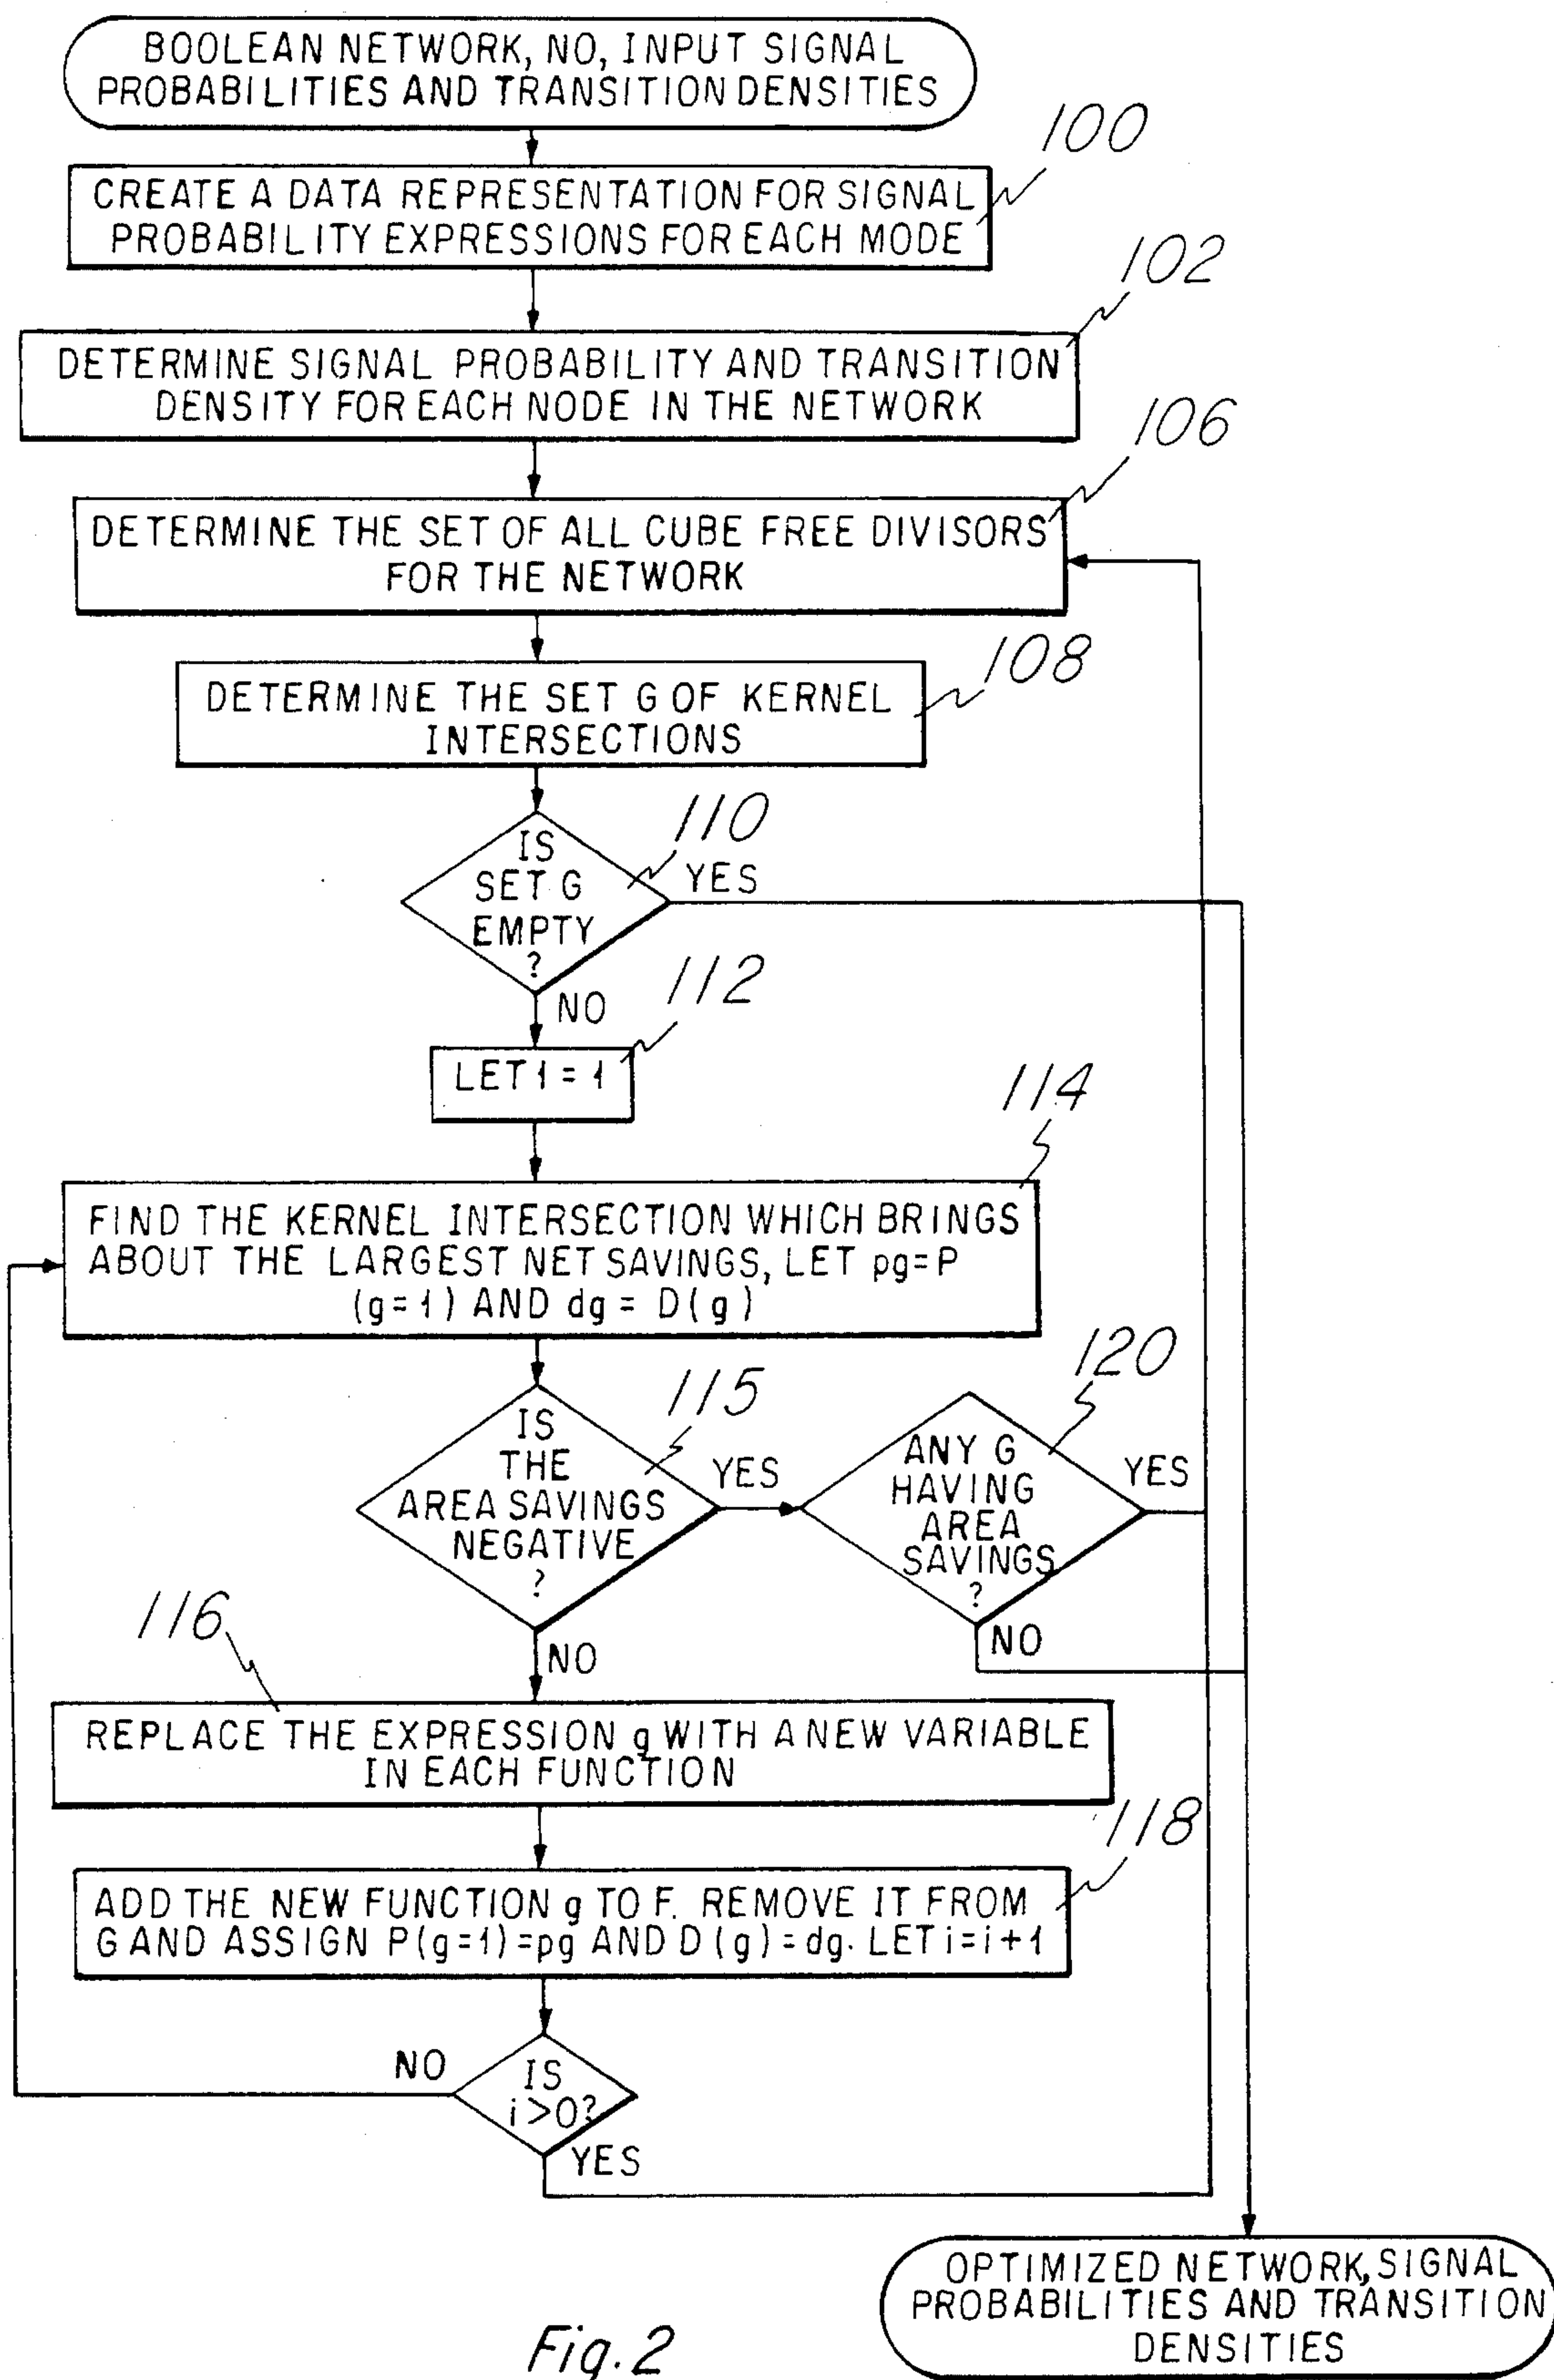 BOOLEAN NETWORK, NO, INPUT SIGNAL
PROBABILITIES AND TRANSITION DENSITIES
100
CREATE A DATA REPRESENTATION FOR SIGNAL
PROBABILITY EXPRESSIONS FOR EACH MODE
102
DETERMINE SIGNAL PROBABILITY AND TRANSITION
DENSITY FOR EACH NODE IN THE NETWORK
106
DETERMINE THE SET OF ALL CUBE FREE DIVISORS
FOR THE NETWORK
108
DETERMINE THE SET G OF KERNEL
INTERSECTIONS
110
IS
SET G
EMPTY
?
YES
NO
112
LET 1 = 1
114
FIND THE KERNEL INTERSECTION WHICH BRINGS
ABOUT THE LARGEST NET SAVINGS, LET pg=P
(g=1) AND dg = D(g)
115
IS
THE
AREA SAVINGS
NEGATIVE
?
YES
NO
120
ANY G
HAVING
AREA
SAVINGS
?
YES
NO
116
REPLACE THE EXPRESSION g WITH A NEW VARIABLE
IN EACH FUNCTION
118
ADD THE NEW FUNCTION g TO F. REMOVE IT FROM
G AND ASSIGN P(g=1)=pg AND D(g)=dg. LET i=i+1
NO
IS
i>0?
YES
OPTIMIZED NETWORK, SIGNAL
PROBABILITIES AND TRANSITION
DENSITIES
Fig. 2